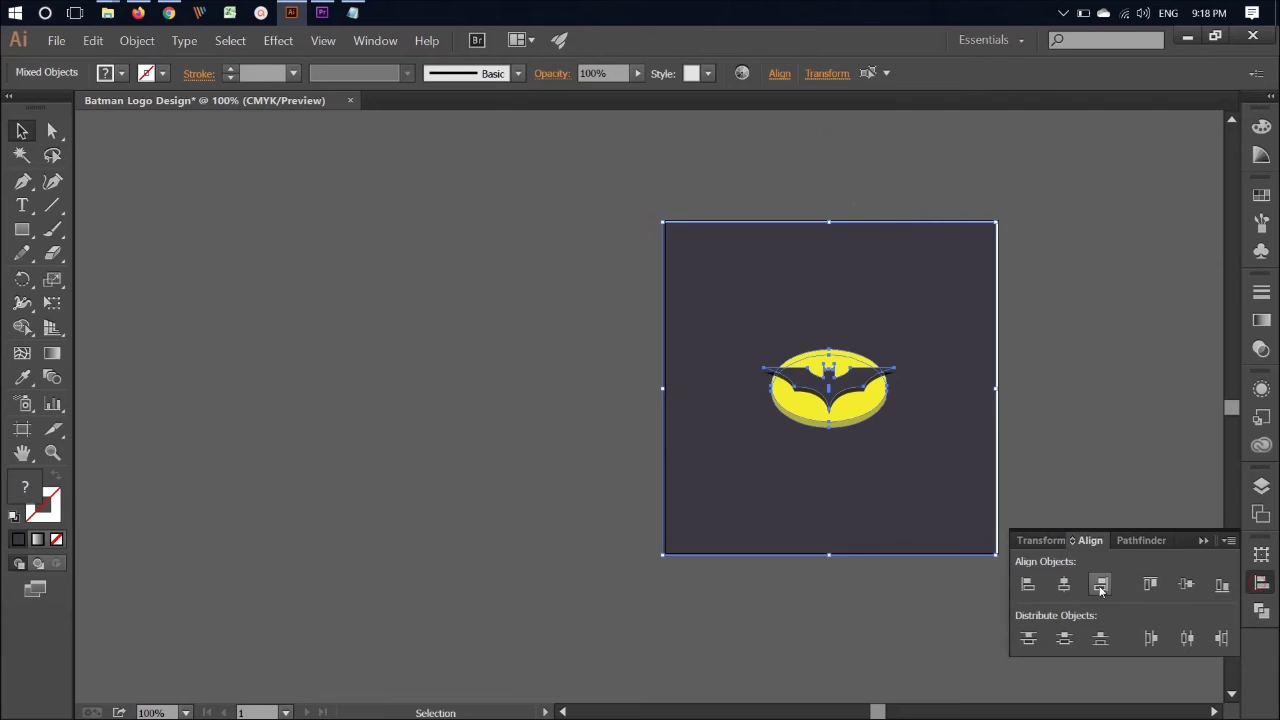 ENG 9:18 PM
Ai File Edit Object Type Select Effect View Window Help Br Essentials
Mixed Objects ? Stroke: Basic Opacity: 100% Style: Align Transform
Batman Logo Design* @ 100% (CMYK/Preview) ×
T
?
Transform Align Pathfinder
Align Objects:
Distribute Objects:
100% 1 Selection